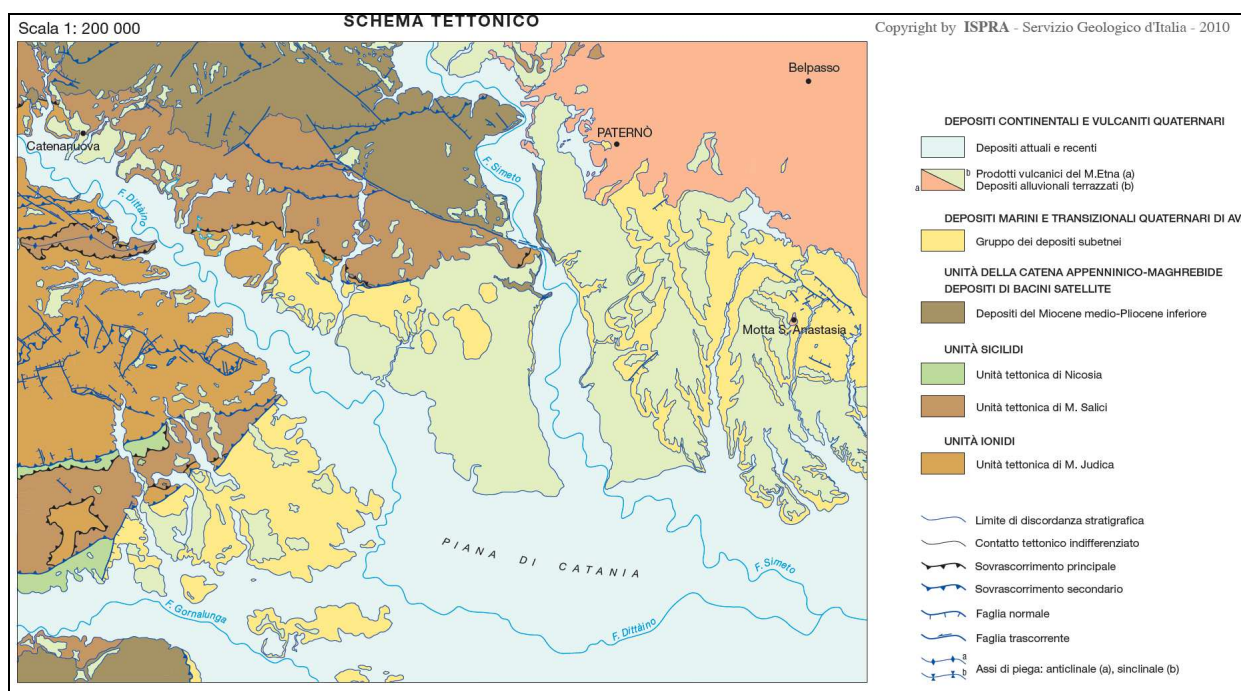 SCHEMA TETTONICO
Scala 1: 200 000
Copyright by ISPRA - Servizio Geologico d'Italia - 2010
Belpasso
PATERNÒ
Catenanuova
F. Simeto
F. Dittàino
Motta S. Anastasia
PIANA DI CATANIA
F. Simeto
F. Gornalunga
F. Dittàino
DEPOSITI CONTINENTALI E VULCANITI QUATERNARI
Depositi attuali e recenti
a
b
Prodotti vulcanici del M.Etna (a)
Depositi alluvionali terrazzati (b)
DEPOSITI MARINI E TRANSIZIONALI QUATERNARI DI AV
Gruppo dei depositi subetnei
UNITÀ DELLA CATENA APPENNINICO-MAGHREBIDE
DEPOSITI DI BACINI SATELLITE
Depositi del Miocene medio-Pliocene inferiore
UNITÀ SICILIDI
Unità tettonica di Nicosia
Unità tettonica di M. Salici
UNITÀ IONIDI
Unità tettonica di M. Judica
Limite di discordanza stratigrafica
Contatto tettonico indifferenziato
Sovrascorrimento principale
Sovrascorrimento secondario
Faglia normale
Faglia trascorrente
a
b
Assi di piega: anticlinale (a), sinclinale (b)